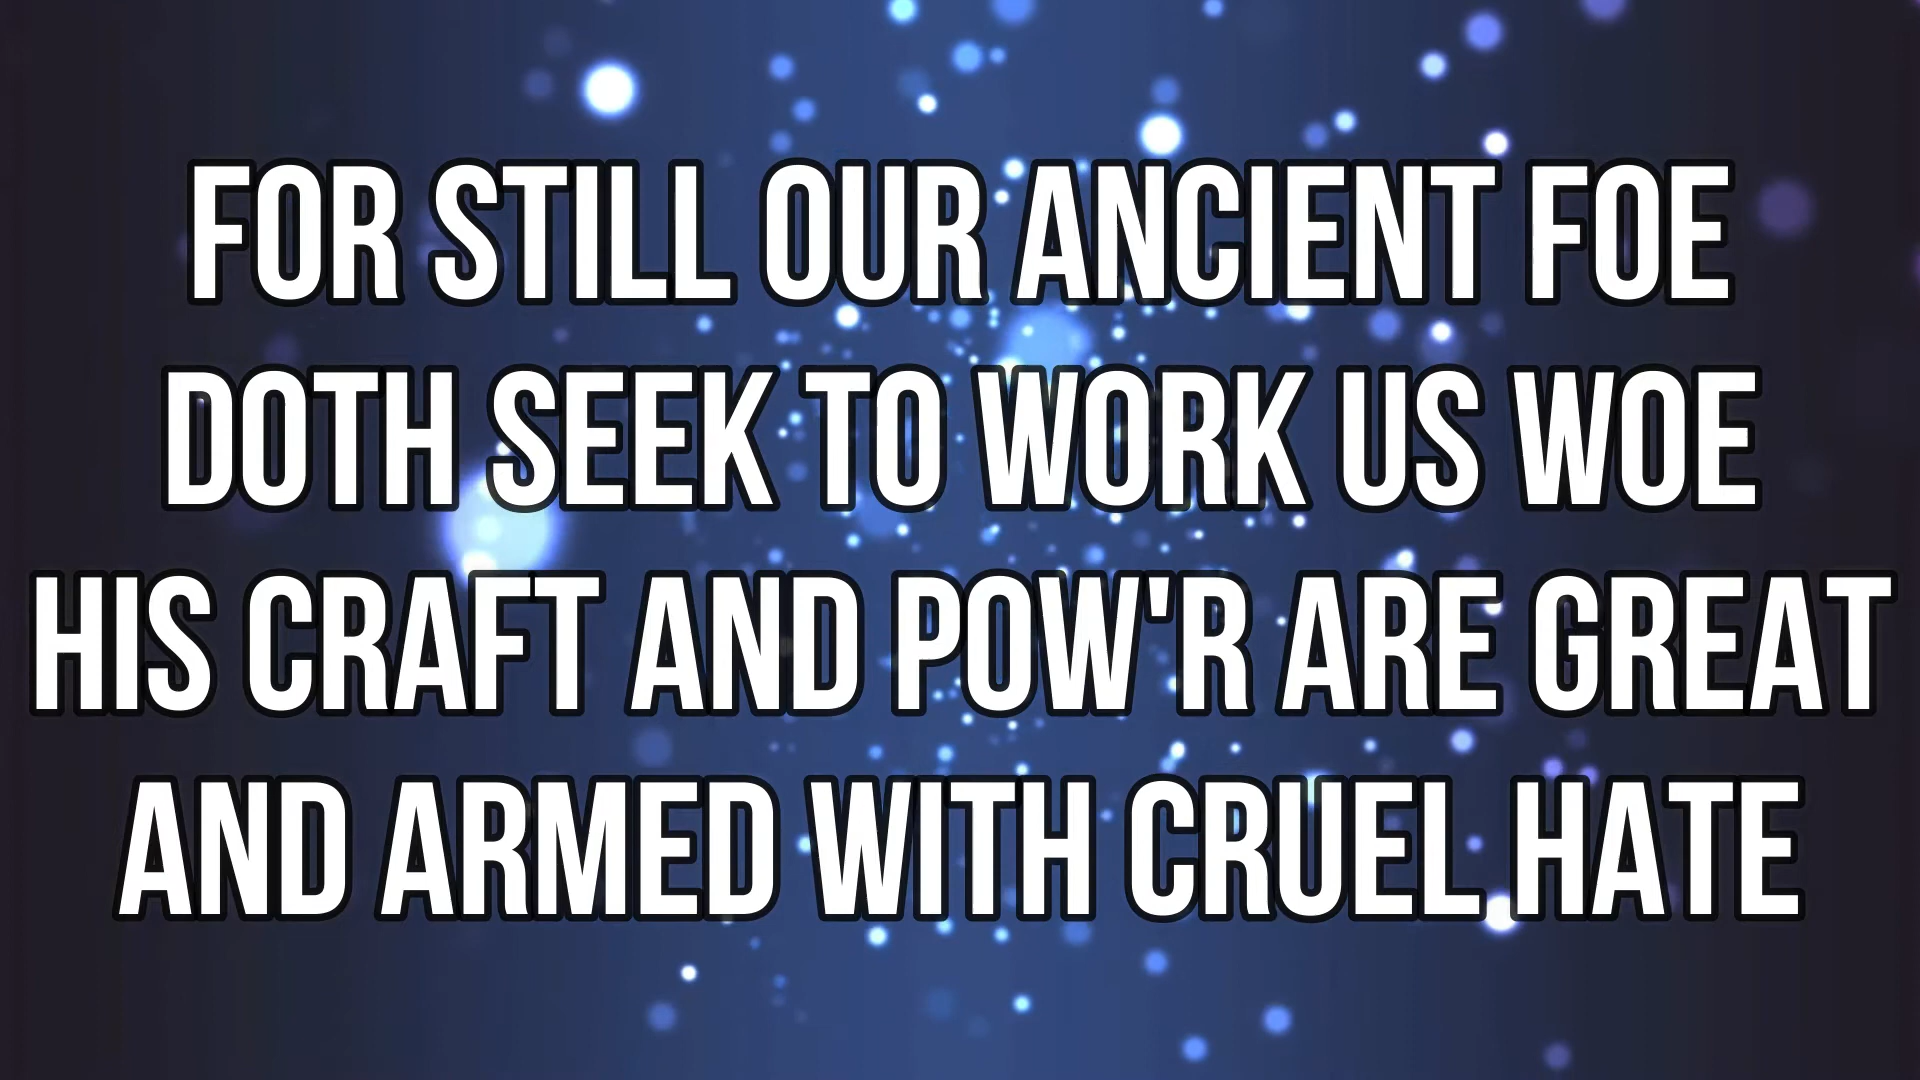 FOR STILL OUR ANCIENT FOE
DOTH SEEK TO WORK US WOE
HIS CRAFT AND POW'R ARE GREAT
AND ARMED WITH CRUEL HATE